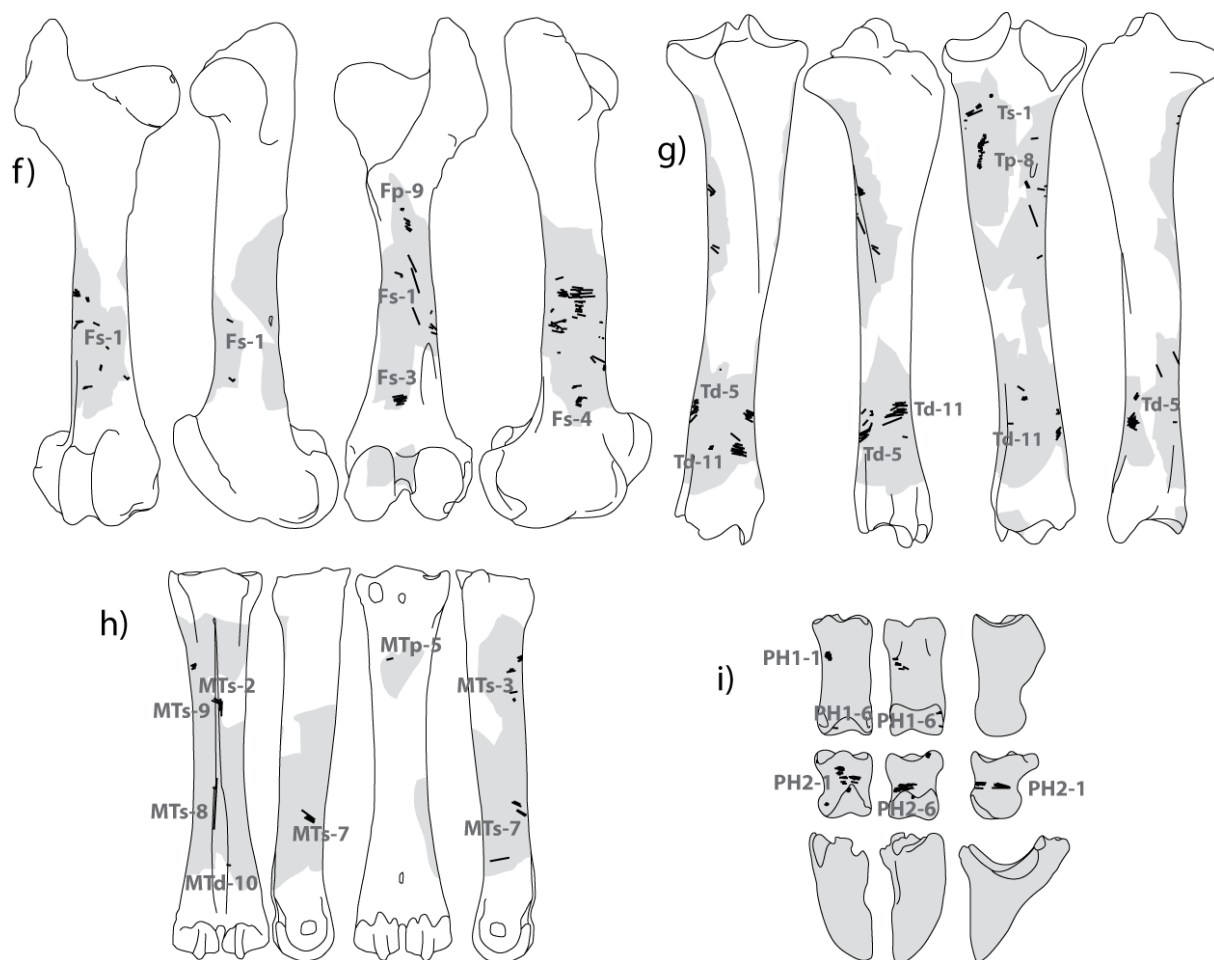 f)
Fs-1
Fs-1
Fp-9
Fs-1
Fs-3
Fs-4
g)
Td-5
Td-11
Td-11
Td-5
Ts-1
Tp-8
Td-11
Td-5
h)
MTs-2
MTs-9
MTs-8
MTd-10
MTs-7
MTp-5
MTs-3
MTs-7
i)
PH1-1
PH1-6
PH1-6
PH2-1
PH2-6
PH2-1